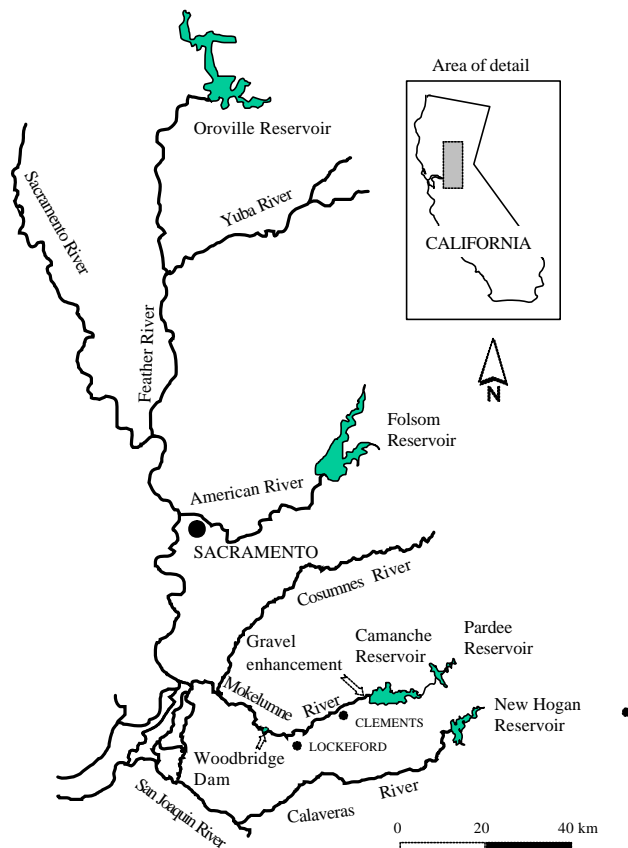 Area of detail
Oroville Reservoir
Sacramento River
Yuba River
CALIFORNIA
Feather River
N
Folsom
Reservoir
American River
SACRAMENTO
Cosumnes River
Gravel
enhancement
Camanche
Reservoir
Pardee
Reservoir
Mokelumne River
CLEMENTS
New Hogan
Reservoir
LOCKEFORD
Woodbridge
Dam
San Joaquin River
Calaveras River
0 20 40 km